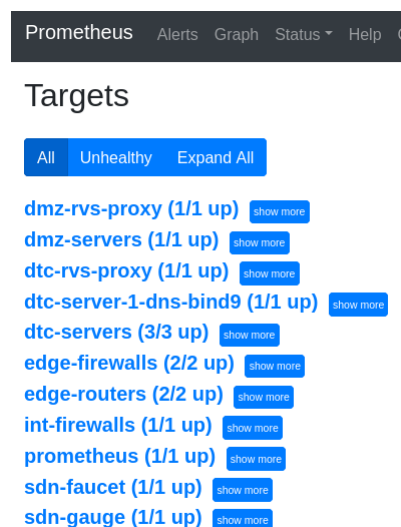 Prometheus Alerts Graph Status Help
Targets
All Unhealthy Expand All
dmz-rvs-proxy (1/1 up) show more
dmz-servers (1/1 up) show more
dtc-rvs-proxy (1/1 up) show more
dtc-server-1-dns-bind9 (1/1 up) show more
dtc-servers (3/3 up) show more
edge-firewalls (2/2 up) show more
edge-routers (2/2 up) show more
int-firewalls (1/1 up) show more
prometheus (1/1 up) show more
sdn-faucet (1/1 up) show more
sdn-gauge (1/1 up) show more